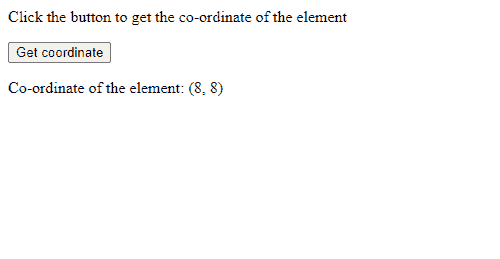 Click the button to get the co-ordinate of the element
Get coordinate
Co-ordinate of the element: (8, 8)